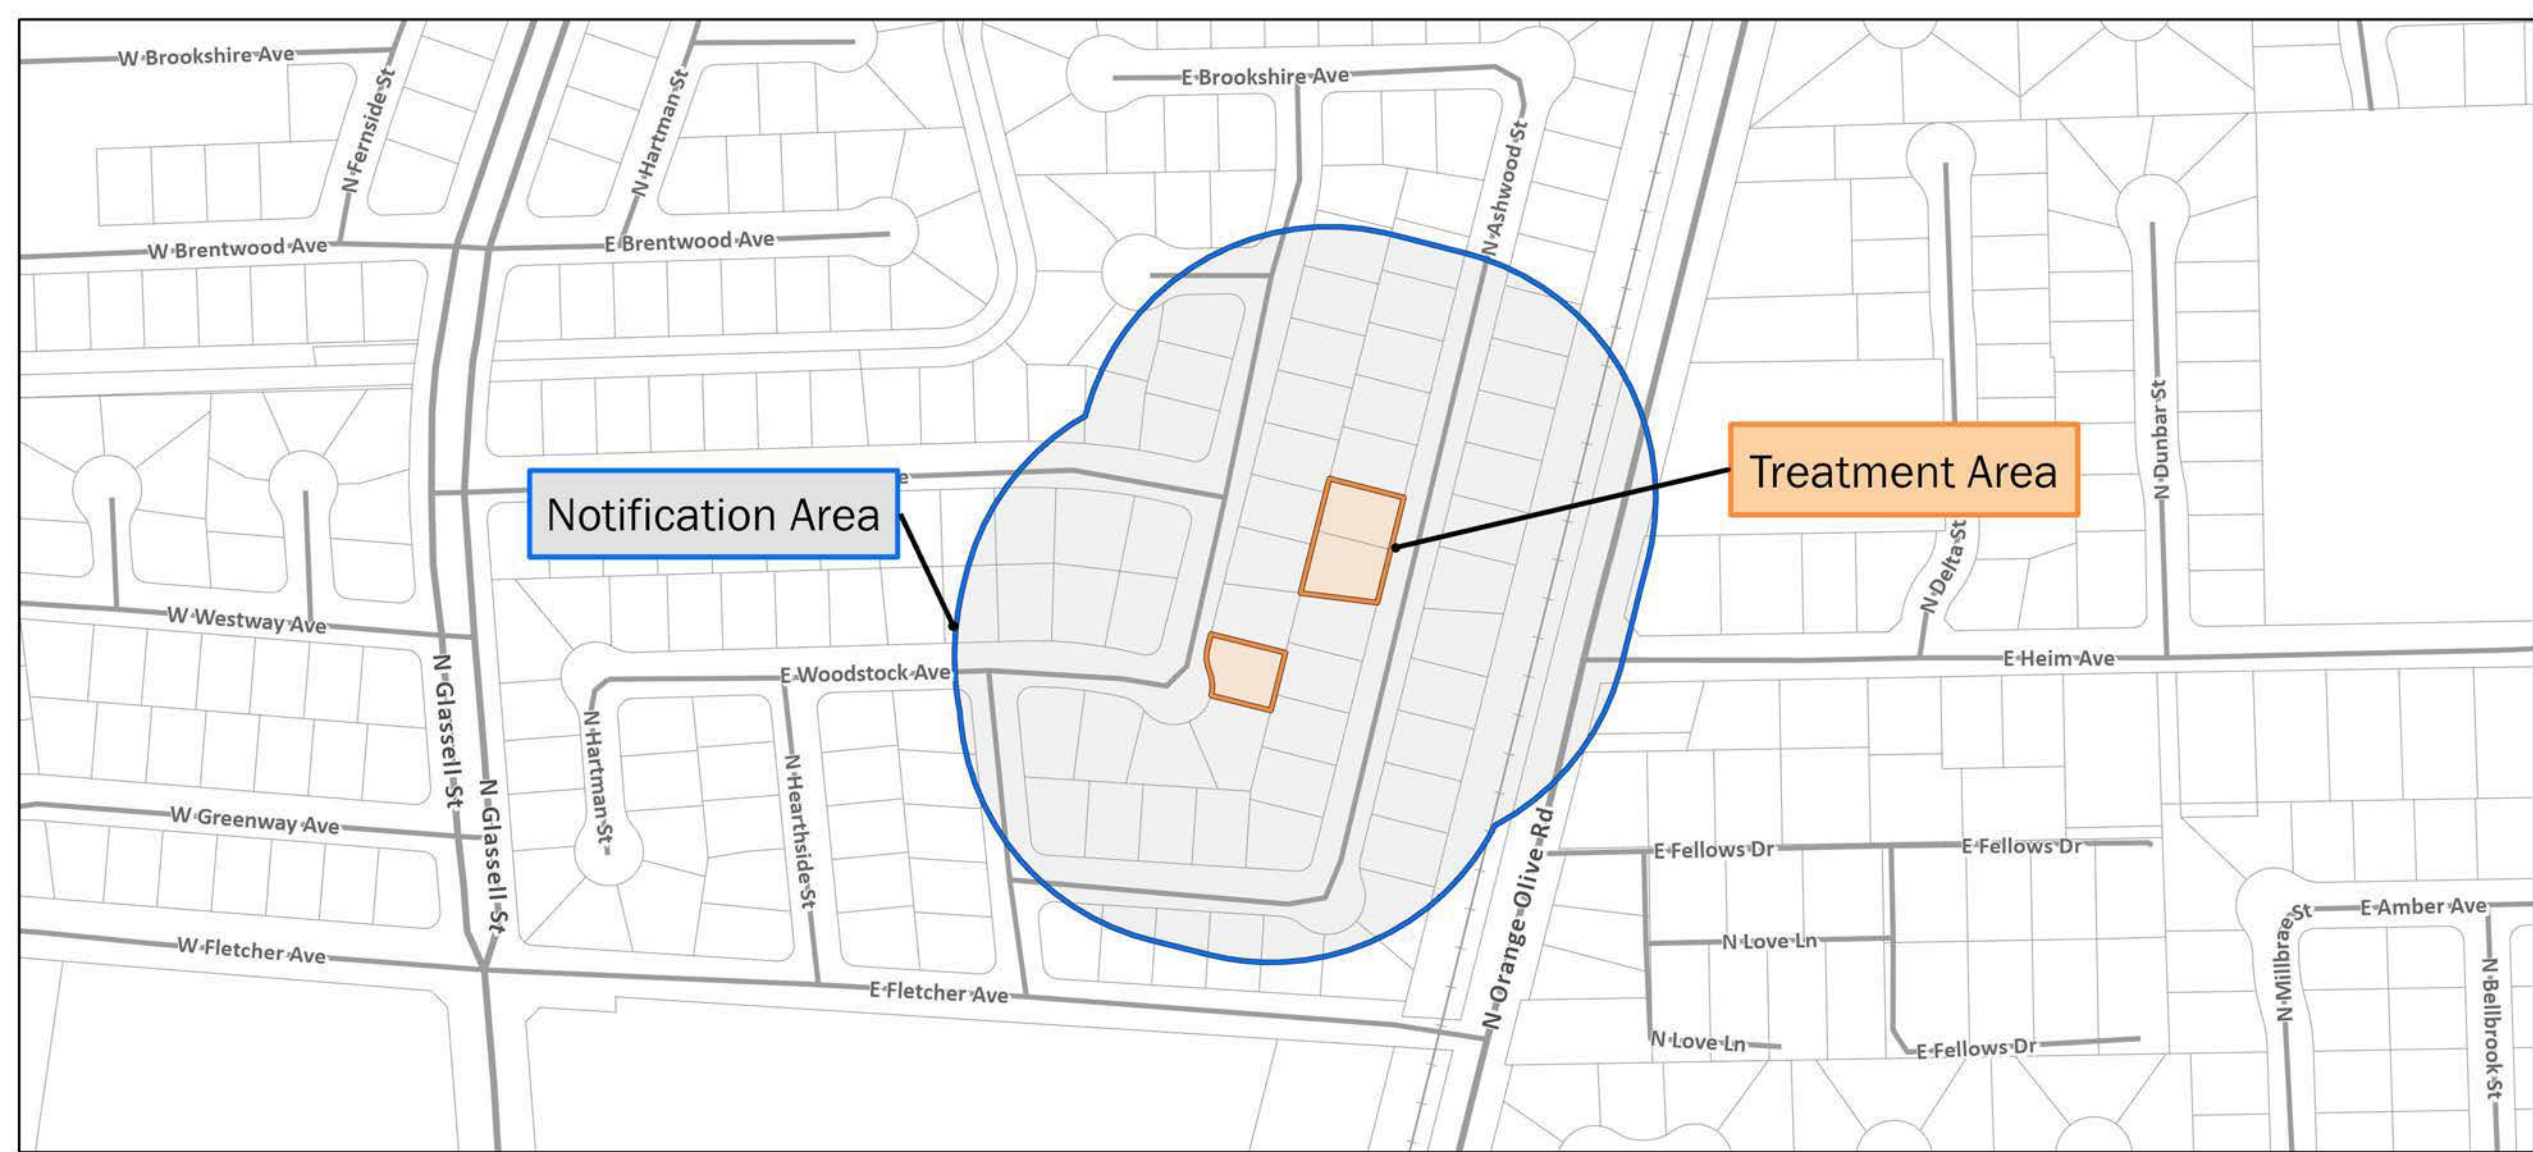 W Brookshire Ave
N Fernside St
N Hartman St
E Brookshire Ave
N Ashwood St
W Brentwood Ave
E Brentwood Ave
Notification Area
Treatment Area
N Dunbar St
N Delta St
W Westway Ave
E Woodstock Ave
E Heim Ave
N Glassell St
N Glassell St
N Hartman St
N Hearthside St
W Greenway Ave
E Fellows Dr
E Fellows Dr
N Orange Olive Rd
W Fletcher Ave
E Fletcher Ave
N Love Ln
N Love Ln
E Fellows Dr
N Millbrae St
E Amber Ave
N Bellbrook St